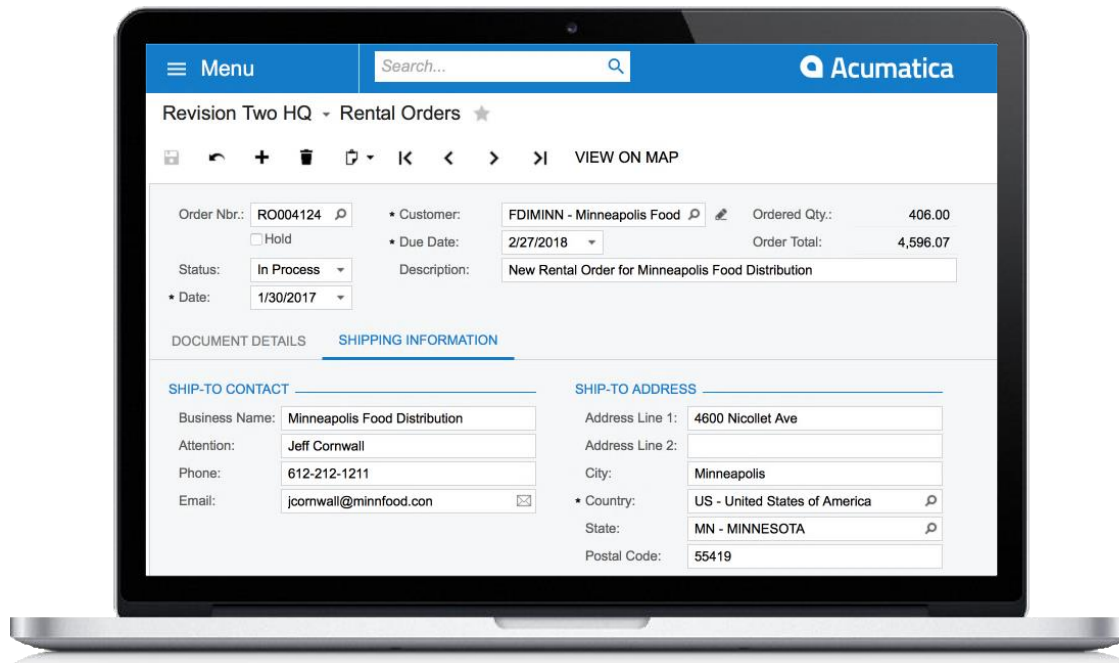 Menu Search... Acumatica
Revision Two HQ Rental Orders
VIEW ON MAP
Order Nbr.: RO004124 * Customer: FDIMINN - Minneapolis Food Ordered Qty.: 406.00
Hold * Due Date: 2/27/2018 Order Total: 4,596.07
Status: In Process Description: New Rental Order for Minneapolis Food Distribution
* Date: 1/30/2017
DOCUMENT DETAILS SHIPPING INFORMATION
SHIP-TO CONTACT SHIP-TO ADDRESS
Business Name: Minneapolis Food Distribution Address Line 1: 4600 Nicollet Ave
Attention: Jeff Cornwall Address Line 2:
Phone: 612-212-1211 City: Minneapolis
Email: jcornwall@minnfood.con * Country: US - United States of America
State: MN - MINNESOTA
Postal Code: 55419